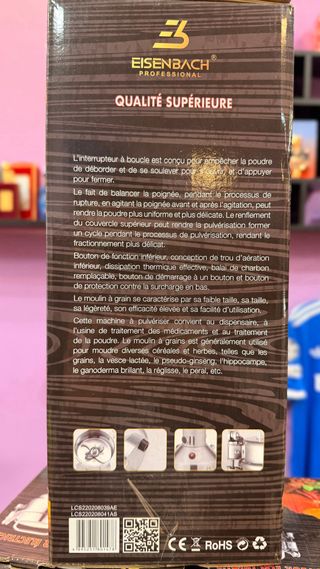 EISENBACH®
PROFESSIONAL
QUALITÉ SUPÉRIEURE
L'interrupteur à boucle est conçu pour empêcher la poudre
de déborder et de se soulever pour s'ouvrir et d'appuyer
pour fermer.
Le fait de balancer la poignée, pendant le processus de
rupture, en agitant la poignée avant et après l'agitation, peut
rendre la poudre plus uniforme et plus délicate. Le renflement
du couvercle supérieur peut rendre la pulvérisation former
un cycle pendant le processus de pulvérisation, rendant le
fractionnement plus délicat.
Bouton de fonction inférieur, conception de trou d'aération
inférieur, dissipation thermique effective, balai de charbon
remplaçable, bouton de démarrage à un bouton et bouton
de protection contre la surcharge en bas.
Le moulin à grain se caractérise par sa faible taille, sa taille,
sa légèreté, son efficacité élevée et sa facilité d'utilisation.
Cette machine à pulvériser convient au dispensaire, à
l'usine de traitement des médicaments et au traitement
de la poudre. Le moulin à grains est généralement utilisé
pour moudre diverses céréales et herbes, telles que les
grains, la vesce lactée, le pseudo-ginseng, l'hippocampe,
le ganoderma brillant, la réglisse, le peral, etc.
LCS220208039AE
LCS220208041AS
CE RoHS